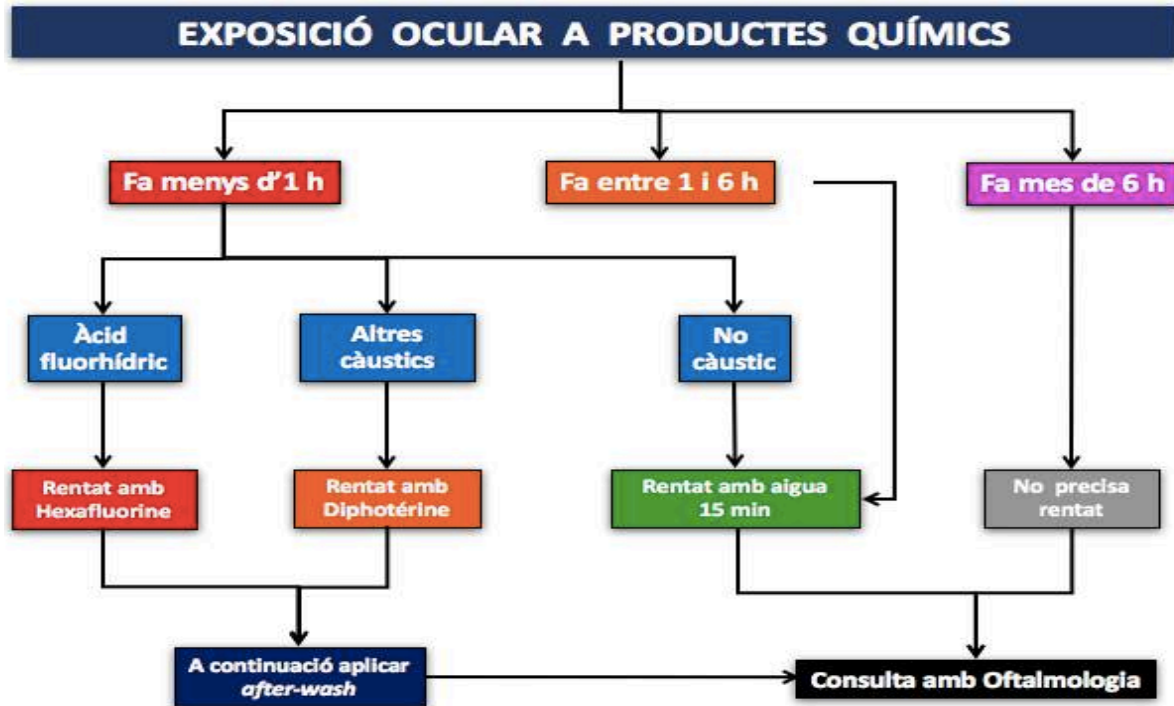 EXPOSICIÓ OCULAR A PRODUCTES QUÍMICS
Fa menys d'1 h
Fa entre 1 i 6 h
Fa mes de 6 h
Àcid
fluorhídric
Altres
càustics
No
càustic
Rentat amb
Hexafluorine
Rentat amb
Diphotérine
Rentat amb aigua
15 min
No precisa
rentat
A continuació aplicar
after-wash
Consulta amb Oftalmologia